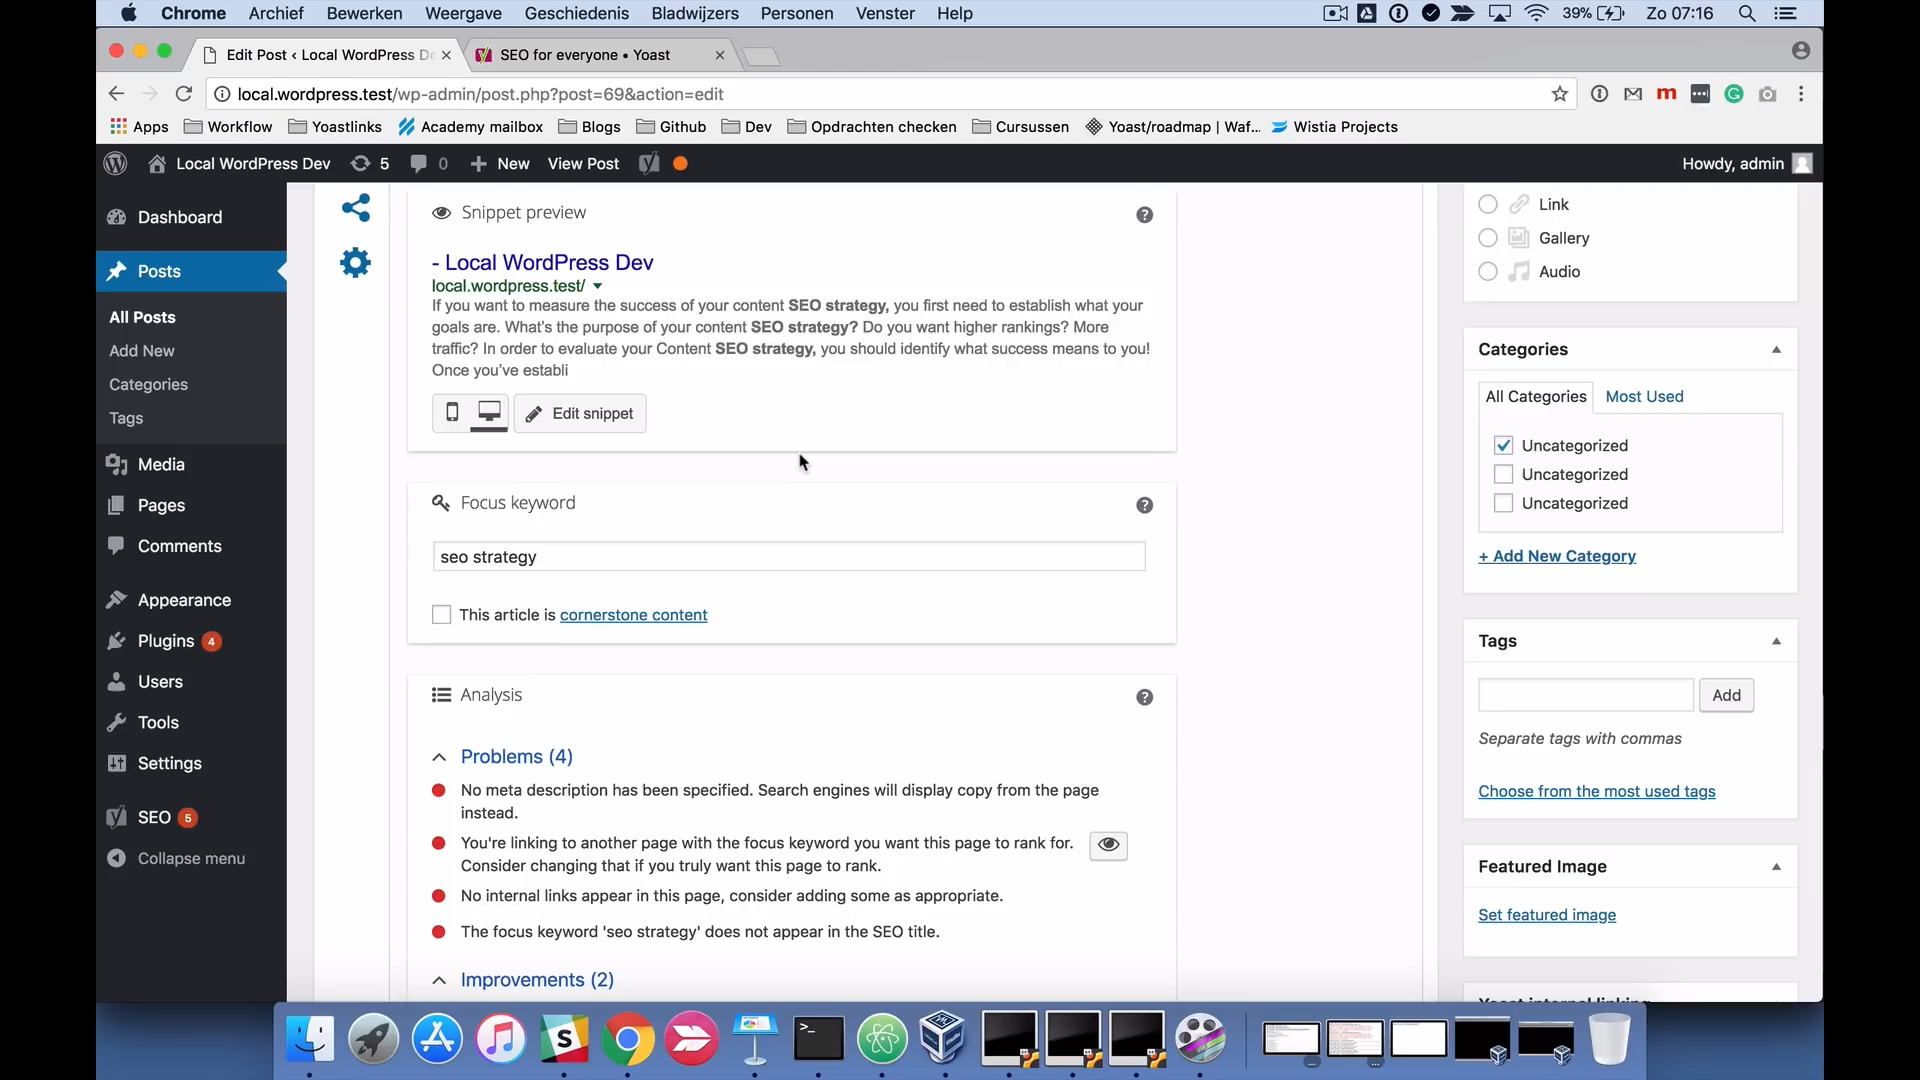 Chrome Archief Bewerken Weergave Geschiedenis Bladwijzers Personen Venster Help 39% Zo 07:16
Edit Post ‹ Local WordPress De SEO for everyone • Yoast
local.wordpress.test/wp-admin/post.php?post=69&action=edit
Apps Workflow Yoastlinks Academy mailbox Blogs Github Dev Opdrachten checken Cursussen Yoast/roadmap | Waf... Wistia Projects
Local WordPress Dev 5 0 New View Post Howdy, admin
Dashboard
Posts
All Posts
Add New
Categories
Tags
Media
Pages
Comments
Appearance
Plugins 4
Users
Tools
Settings
SEO 5
Collapse menu
Snippet preview
- Local WordPress Dev
local.wordpress.test/
If you want to measure the success of your content SEO strategy, you first need to establish what your
goals are. What's the purpose of your content SEO strategy? Do you want higher rankings? More
traffic? In order to evaluate your Content SEO strategy, you should identify what success means to you!
Once you've establi
Edit snippet
Focus keyword
seo strategy
This article is cornerstone content
Analysis
Problems (4)
No meta description has been specified. Search engines will display copy from the page
instead.
You're linking to another page with the focus keyword you want this page to rank for.
Consider changing that if you truly want this page to rank.
No internal links appear in this page, consider adding some as appropriate.
The focus keyword 'seo strategy' does not appear in the SEO title.
Improvements (2)
Link
Gallery
Audio
Categories
All Categories Most Used
Uncategorized
Uncategorized
Uncategorized
+ Add New Category
Tags
Add
Separate tags with commas
Choose from the most used tags
Featured Image
Set featured image
Yoast internal linking